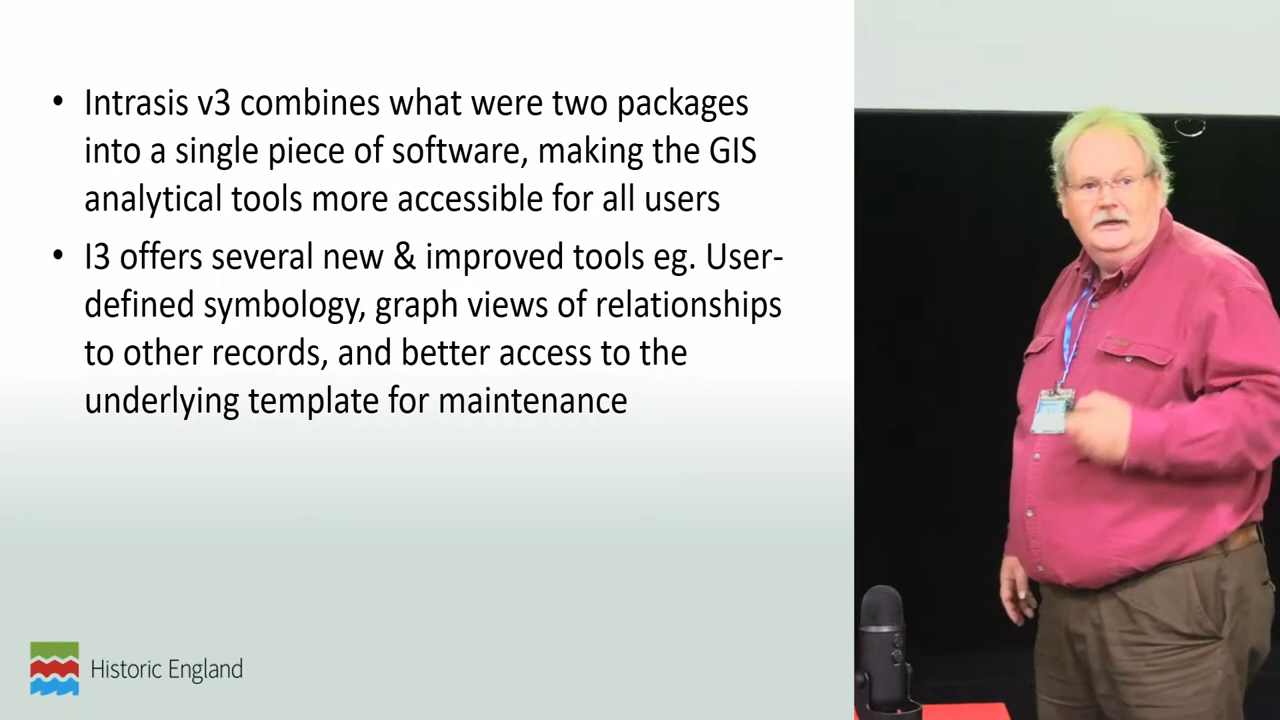 • Intrasis v3 combines what were two packages
into a single piece of software, making the GIS
analytical tools more accessible for all users
• I3 offers several new & improved tools eg. User-
defined symbology, graph views of relationships
to other records, and better access to the
underlying template for maintenance
Historic England